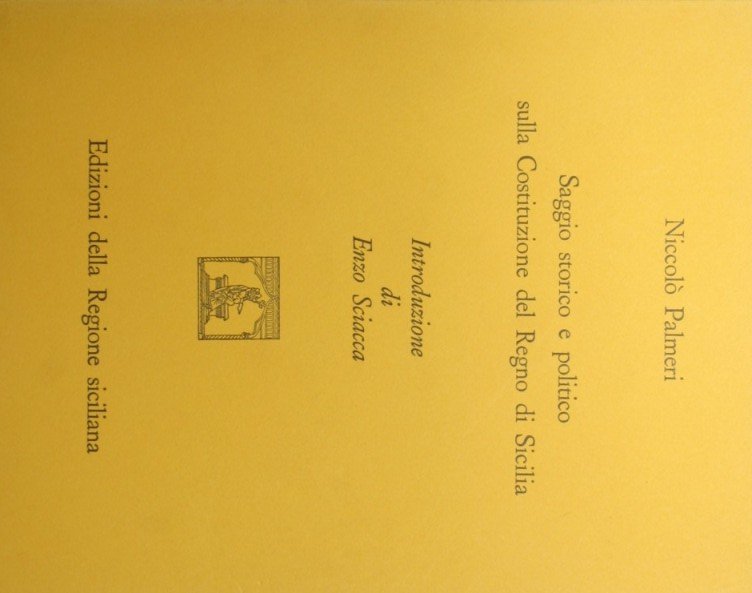 Niccolò Palmeri
Saggio storico e politico
sulla Costituzione del Regno di Sicilia
Introduzione
di
Enzo Sciacca
Edizioni della Regione siciliana